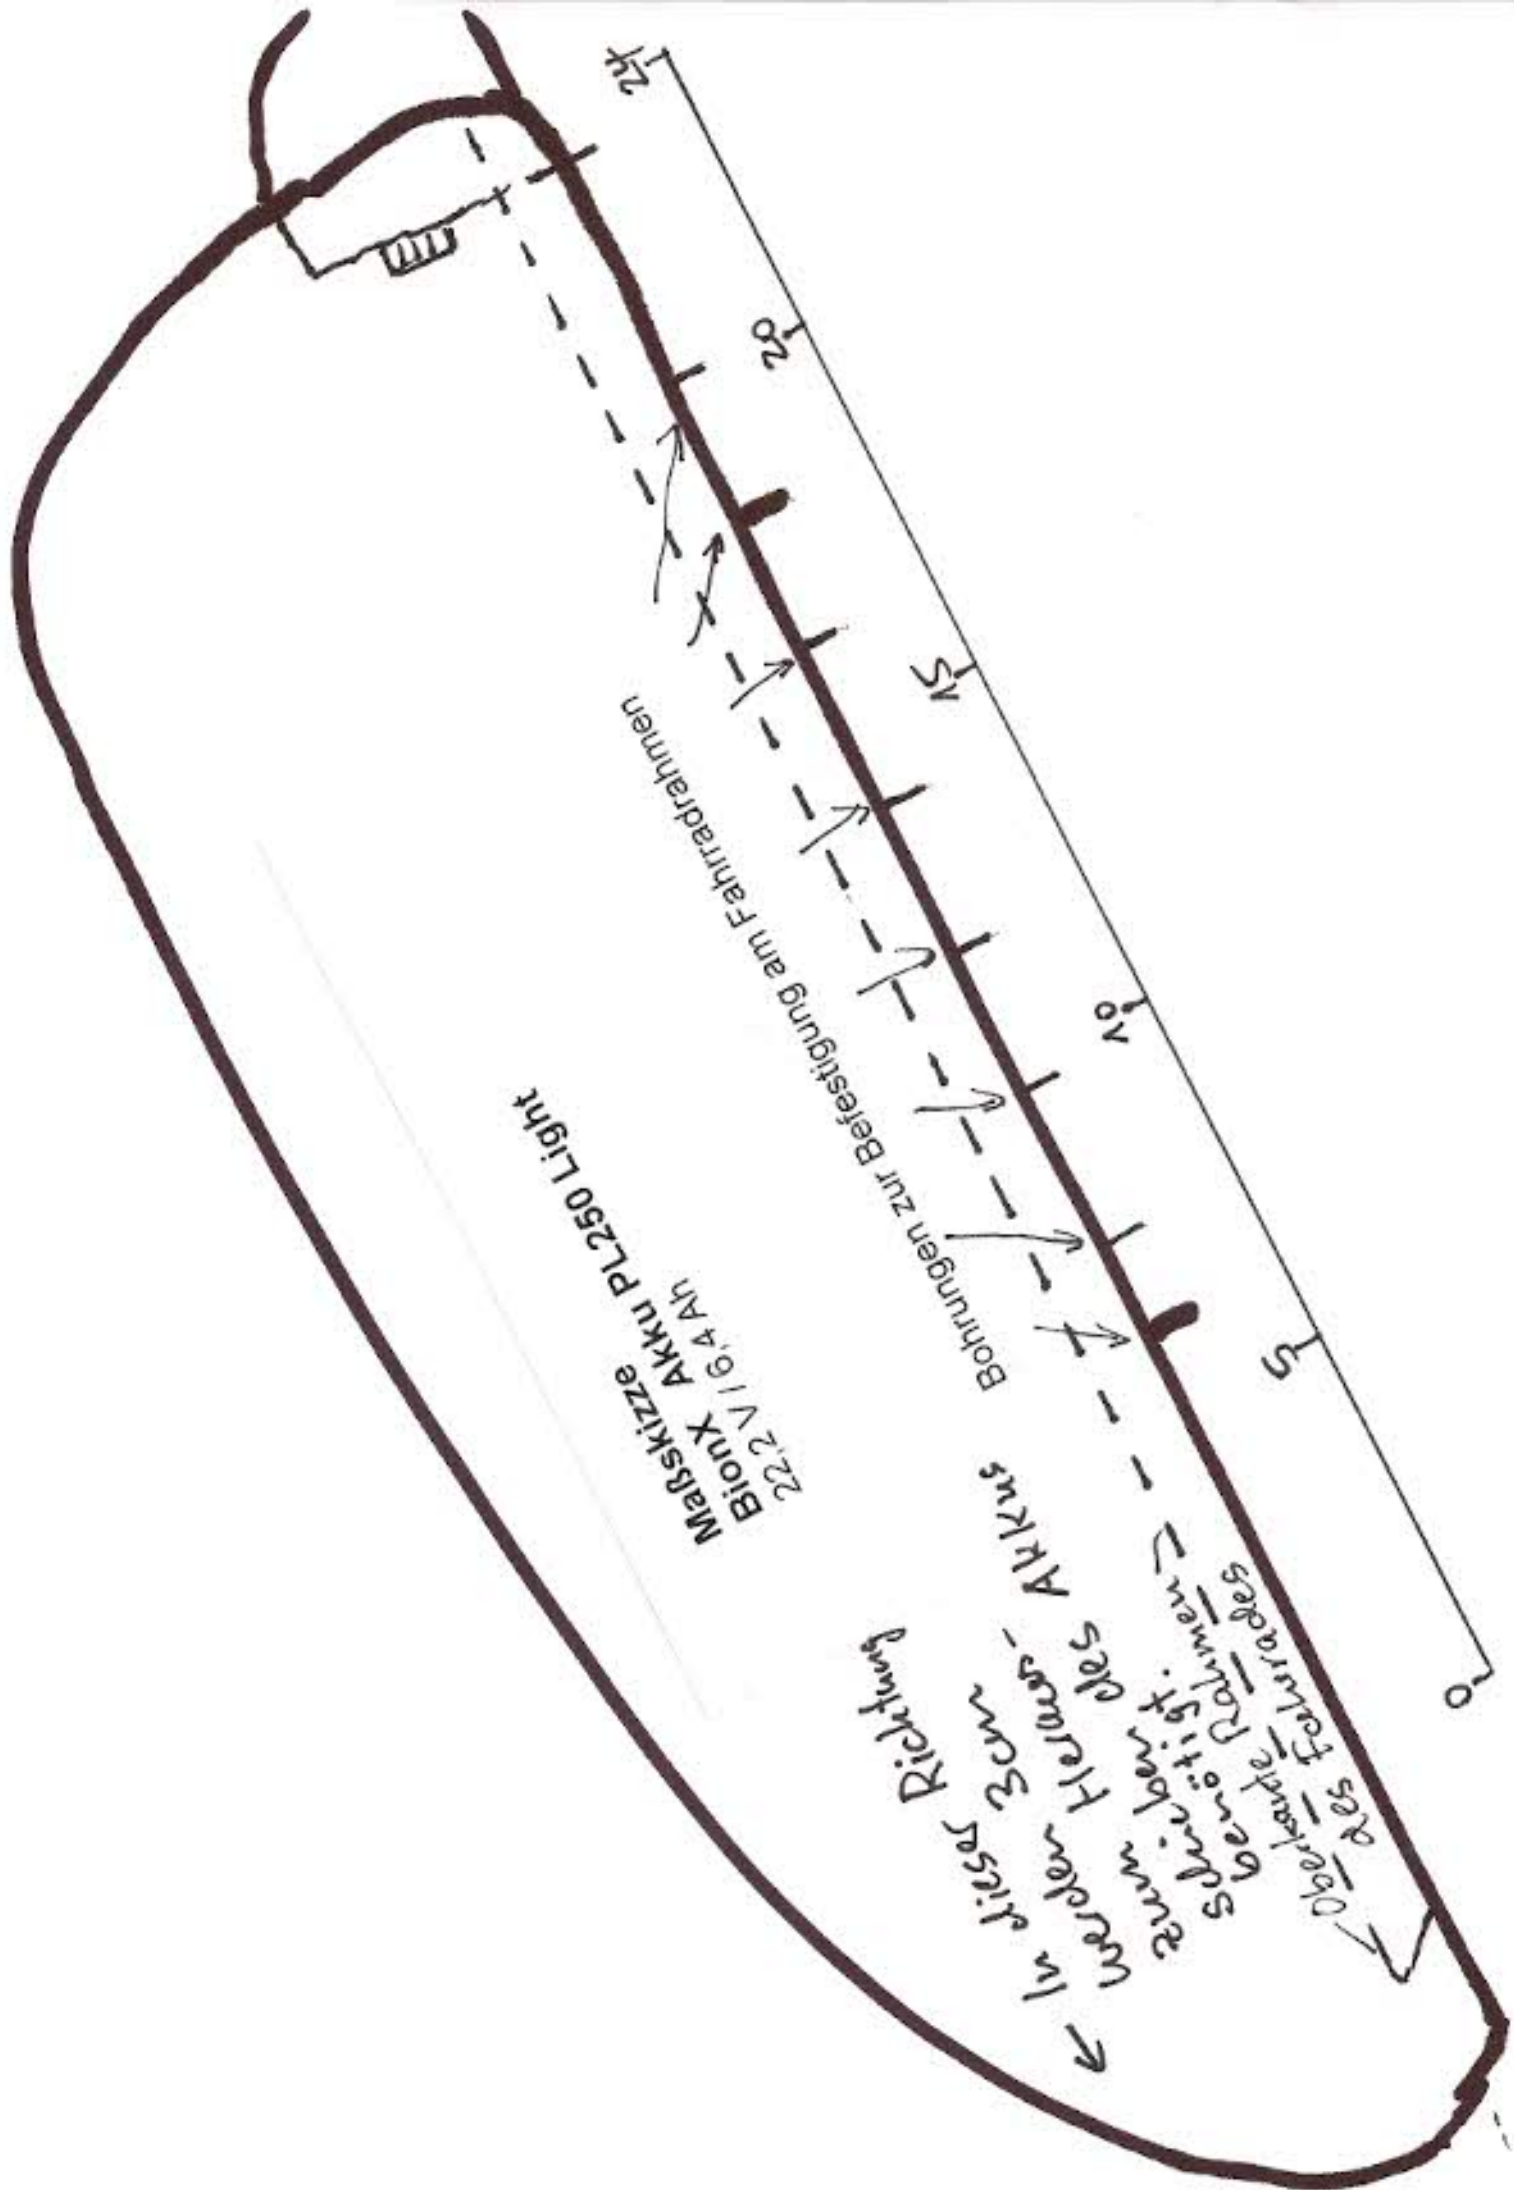 Maßskizze
BionX Akku PL250 Light
22,2 V / 6,4 Ah
Bohrungen zur Befestigung am Fahrradrahmen
← In dieser Richtung
werden 3cm
zum Heraus-
schieben des Akkus
benötigt.
Oberkante Rahmen
des Fahrrades
0
5
10
15
20
24